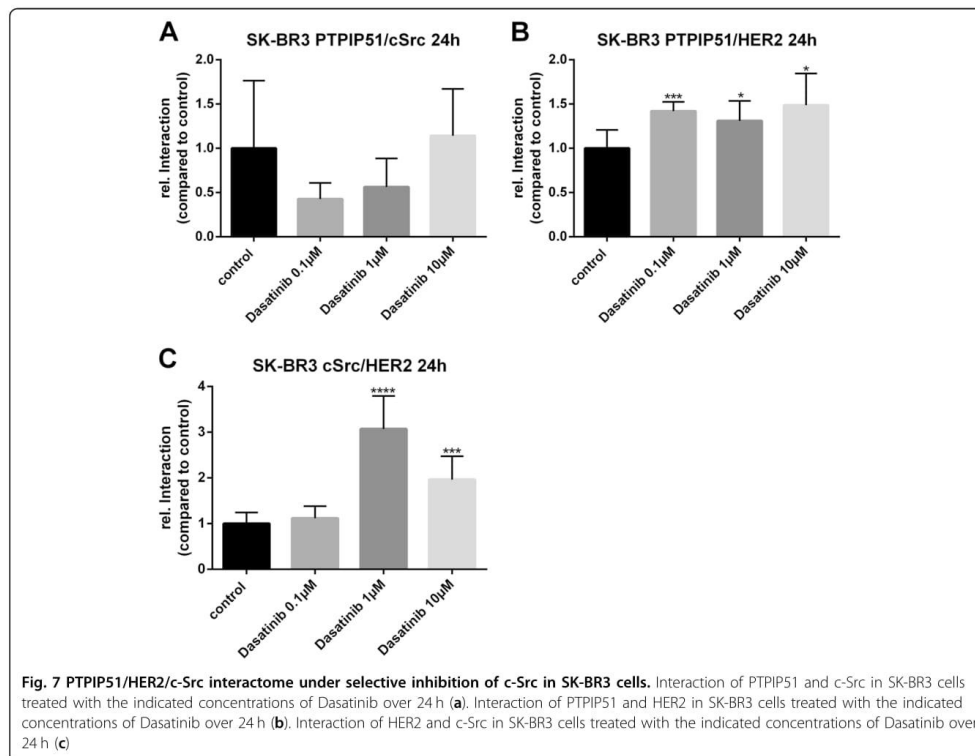 A
SK-BR3 PTPIP51/cSrc 24h
rel. Interaction
(compared to control)
2.0
1.5
1.0
0.5
0.0
control
Dasatinib 0.1µM
Dasatinib 1µM
Dasatinib 10µM
B
SK-BR3 PTPIP51/HER2 24h
rel. Interaction
(compared to control)
2.0
1.5
1.0
0.5
0.0
***
*
*
control
Dasatinib 0.1µM
Dasatinib 1µM
Dasatinib 10µM
C
SK-BR3 cSrc/HER2 24h
rel. Interaction
(compared to control)
4
3
2
1
0
****
***
control
Dasatinib 0.1µM
Dasatinib 1µM
Dasatinib 10µM
Fig. 7 PTPIP51/HER2/c-Src interactome under selective inhibition of c-Src in SK-BR3 cells. Interaction of PTPIP51 and c-Src in SK-BR3 cells
treated with the indicated concentrations of Dasatinib over 24 h (a). Interaction of PTPIP51 and HER2 in SK-BR3 cells treated with the indicated
concentrations of Dasatinib over 24 h (b). Interaction of HER2 and c-Src in SK-BR3 cells treated with the indicated concentrations of Dasatinib over
24 h (c)